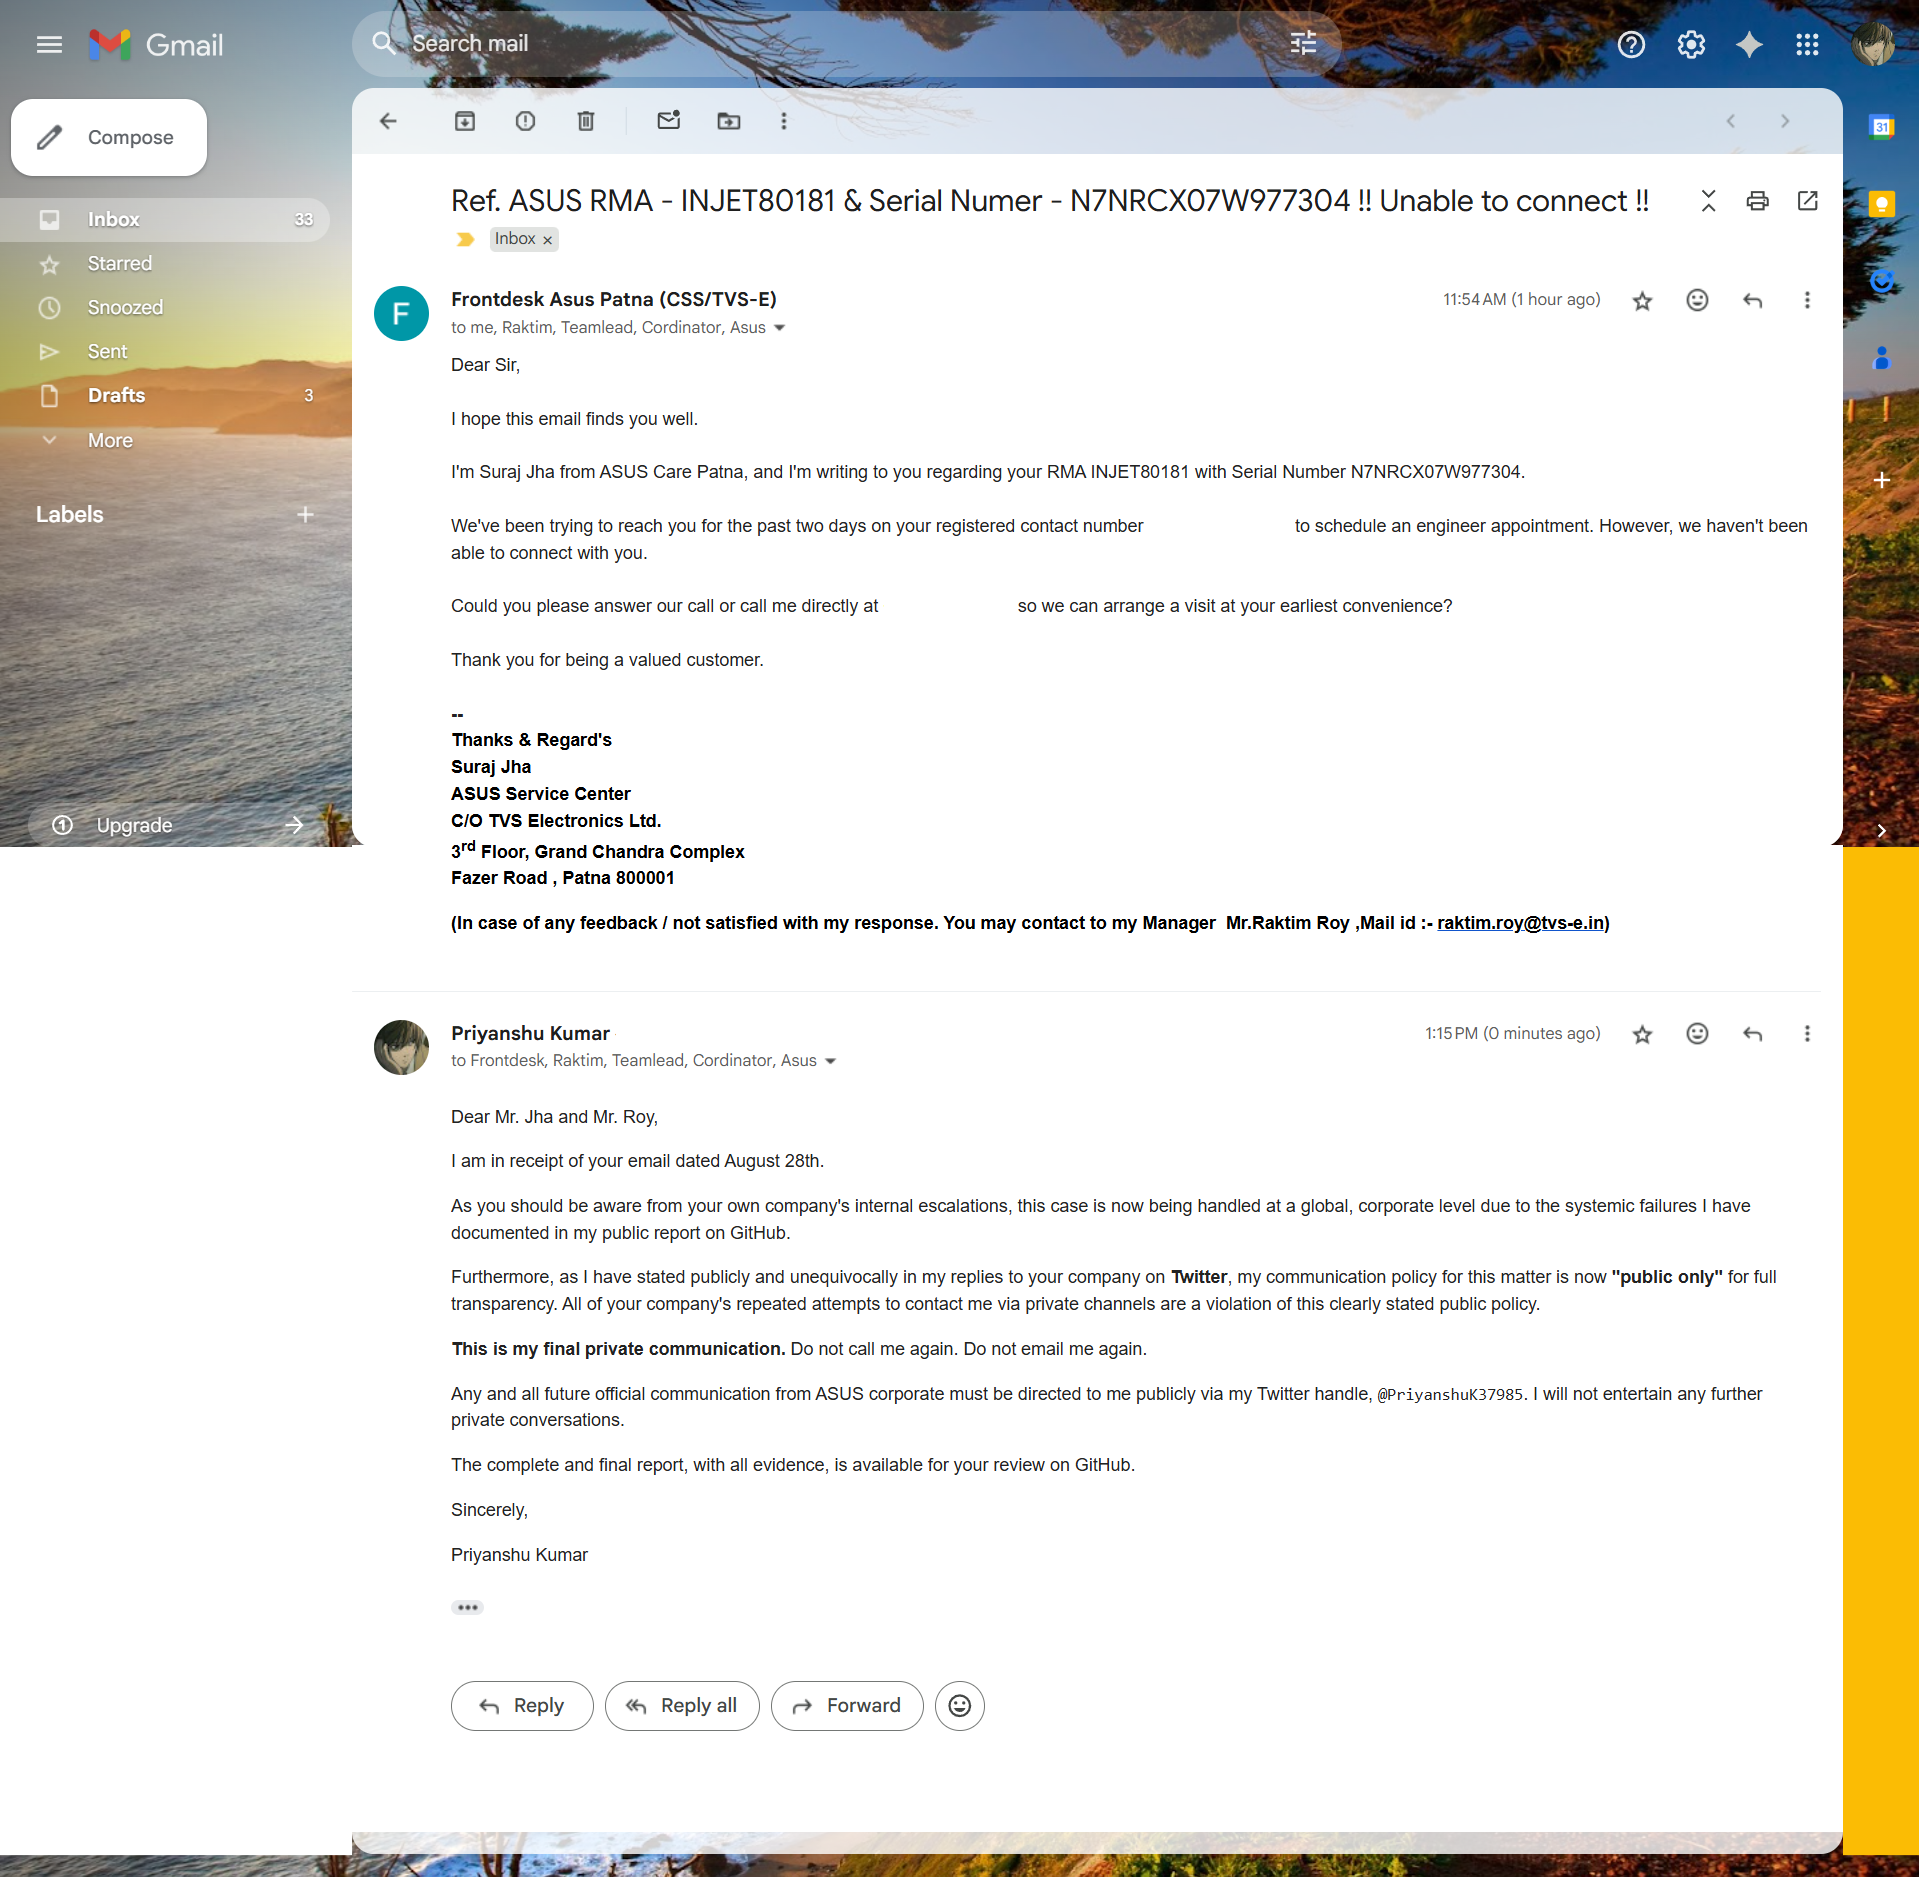 Gmail
Search mail
Compose
Inbox 33
Starred
Snoozed
Sent
Drafts 3
More
Labels
Upgrade
31
Ref. ASUS RMA - INJET80181 & Serial Numer - N7NRCX07W977304 !! Unable to connect !!
Inbox x
F
Frontdesk Asus Patna (CSS/TVS-E)
11:54 AM (1 hour ago)
to me, Raktim, Teamlead, Cordinator, Asus
Dear Sir,
I hope this email finds you well.
I'm Suraj Jha from ASUS Care Patna, and I'm writing to you regarding your RMA INJET80181 with Serial Number N7NRCX07W977304.
We've been trying to reach you for the past two days on your registered contact number to schedule an engineer appointment. However, we haven't been
able to connect with you.
Could you please answer our call or call me directly at so we can arrange a visit at your earliest convenience?
Thank you for being a valued customer.
--
Thanks & Regard's
Suraj Jha
ASUS Service Center
C/O TVS Electronics Ltd.
3rd Floor, Grand Chandra Complex
Fazer Road , Patna 800001
(In case of any feedback / not satisfied with my response. You may contact to my Manager Mr.Raktim Roy ,Mail id :- raktim.roy@tvs-e.in)
Priyanshu Kumar
1:15 PM (0 minutes ago)
to Frontdesk, Raktim, Teamlead, Cordinator, Asus
Dear Mr. Jha and Mr. Roy,
I am in receipt of your email dated August 28th.
As you should be aware from your own company's internal escalations, this case is now being handled at a global, corporate level due to the systemic failures I have
documented in my public report on GitHub.
Furthermore, as I have stated publicly and unequivocally in my replies to your company on Twitter, my communication policy for this matter is now "public only" for full
transparency. All of your company's repeated attempts to contact me via private channels are a violation of this clearly stated public policy.
This is my final private communication. Do not call me again. Do not email me again.
Any and all future official communication from ASUS corporate must be directed to me publicly via my Twitter handle, @PriyanshuK37985. I will not entertain any further
private conversations.
The complete and final report, with all evidence, is available for your review on GitHub.
Sincerely,
Priyanshu Kumar
Reply
Reply all
Forward